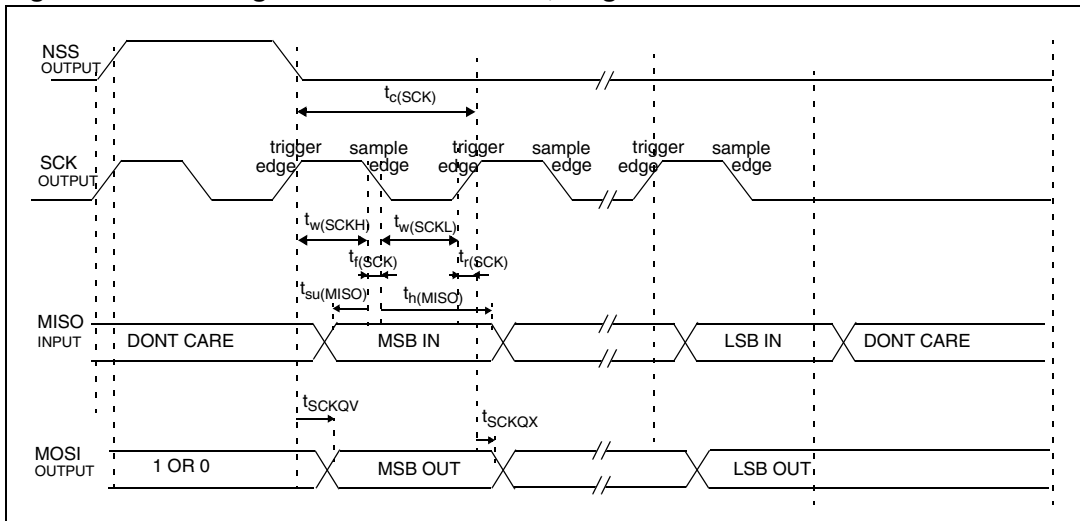 NSS
OUTPUT
tc(SCK)
trigger edge
sample edge
trigger edge
sample edge
trigger edge
sample edge
SCK
OUTPUT
tw(SCKH)
tw(SCKL)
tf(SCK)
tr(SCK)
tsu(MISO)
th(MISO)
MISO
INPUT
DONT CARE
MSB IN
LSB IN
DONT CARE
tSCKQV
tSCKQX
MOSI
OUTPUT
1 OR 0
MSB OUT
LSB OUT